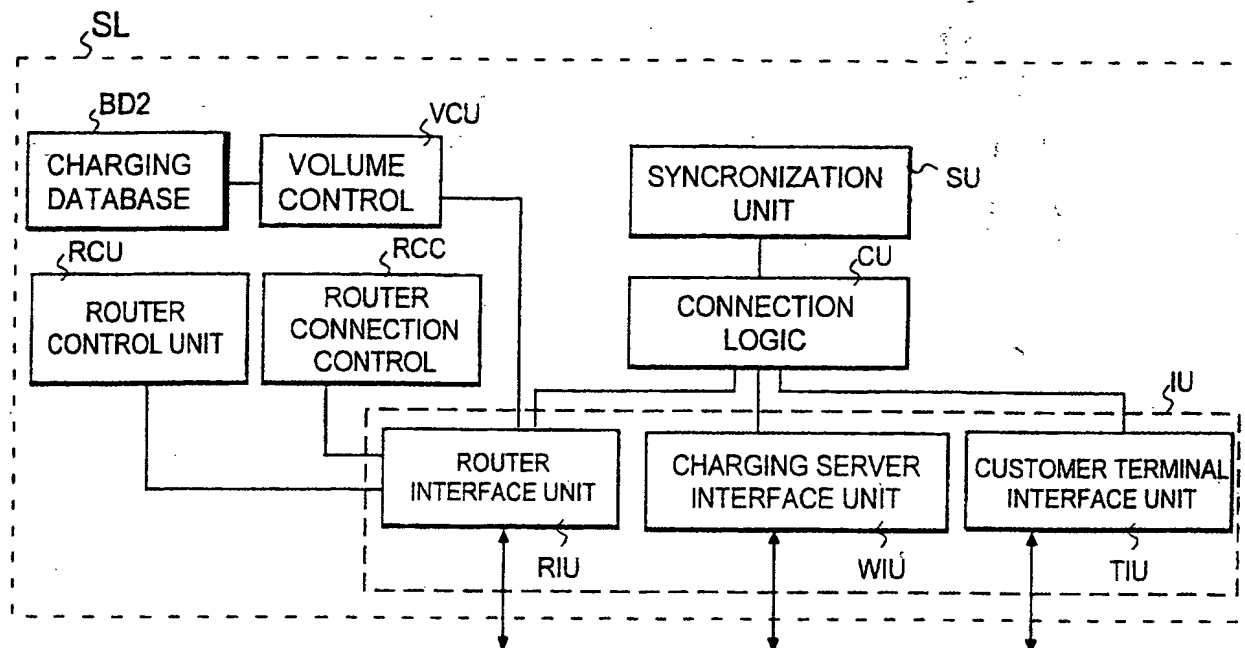 SL
BD2
VCU
CHARGING
DATABASE
VOLUME
CONTROL
SYNCRONIZATION
UNIT
SU
RCU
RCC
CU
ROUTER
CONTROL UNIT
ROUTER
CONNECTION
CONTROL
CONNECTION
LOGIC
IU
ROUTER
INTERFACE UNIT
CHARGING SERVER
INTERFACE UNIT
CUSTOMER TERMINAL
INTERFACE UNIT
RIU
WIU
TIU